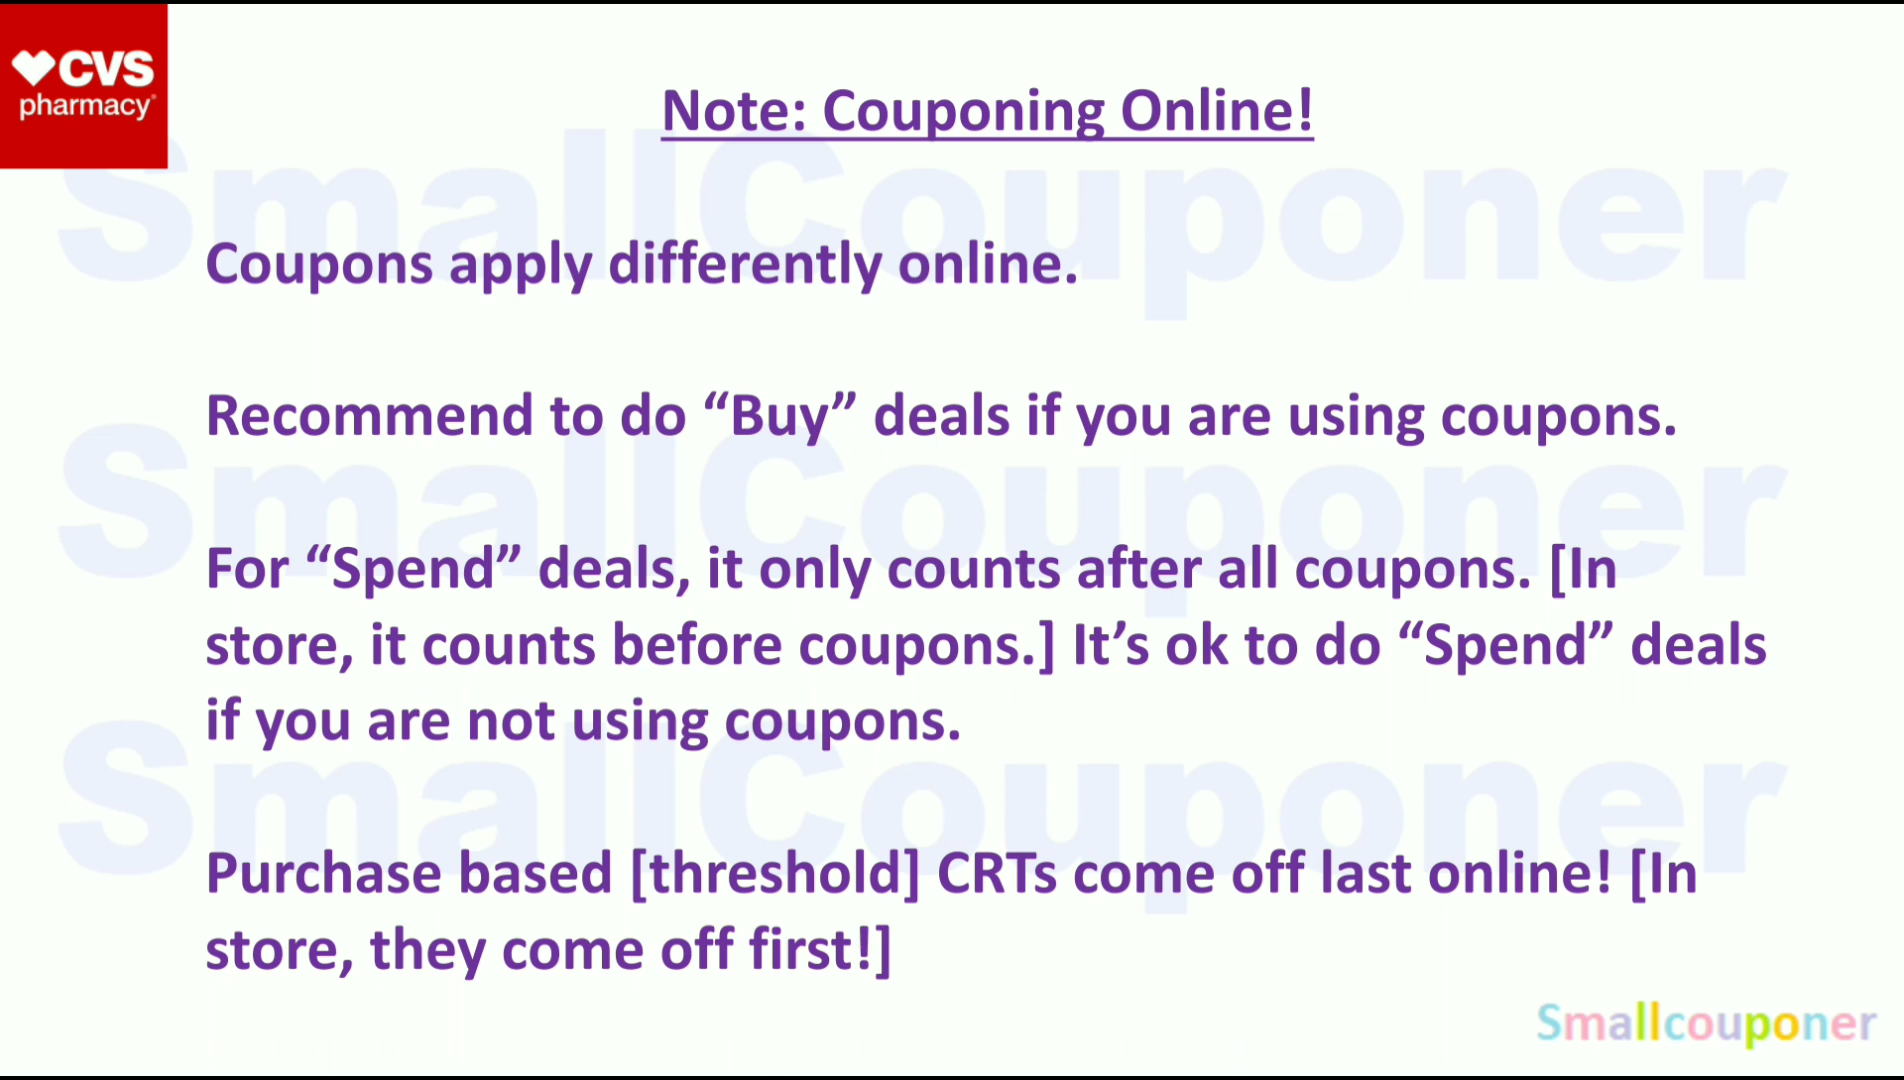 CVS
pharmacy
Note: Couponing Online!
SmallCouponer
Coupons apply differently online.
Recommend to do “Buy” deals if you are using coupons.
SmallCouponer
For “Spend” deals, it only counts after all coupons. [In
store, it counts before coupons.] It’s ok to do “Spend” deals
if you are not using coupons.
SmallCouponer
Purchase based [threshold] CRTs come off last online! [In
store, they come off first!]
Smallcouponer